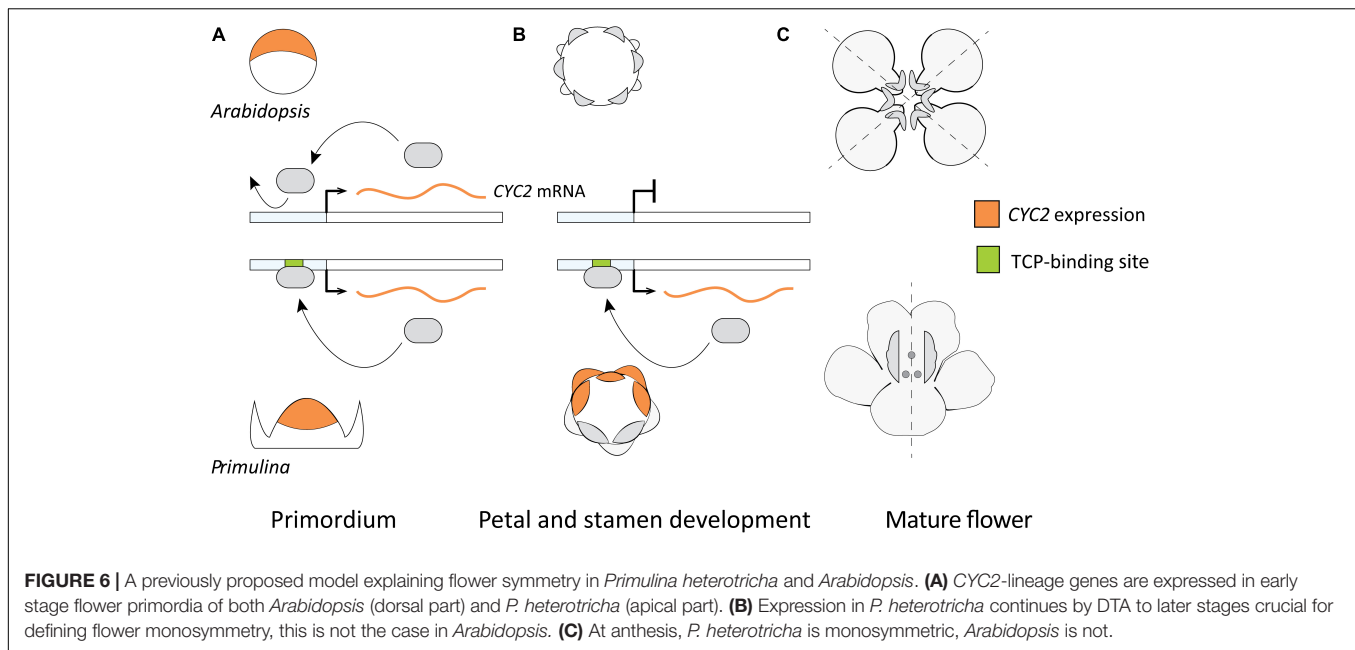 A
B
C
Arabidopsis
CYC2 mRNA
CYC2 expression
TCP-binding site
Primulina
Primordium
Petal and stamen development
Mature flower
FIGURE 6 | A previously proposed model explaining flower symmetry in Primulina heterotricha and Arabidopsis. (A) CYC2-lineage genes are expressed in early
stage flower primordia of both Arabidopsis (dorsal part) and P. heterotricha (apical part). (B) Expression in P. heterotricha continues by DTA to later stages crucial for
defining flower monosymmetry, this is not the case in Arabidopsis. (C) At anthesis, P. heterotricha is monosymmetric, Arabidopsis is not.